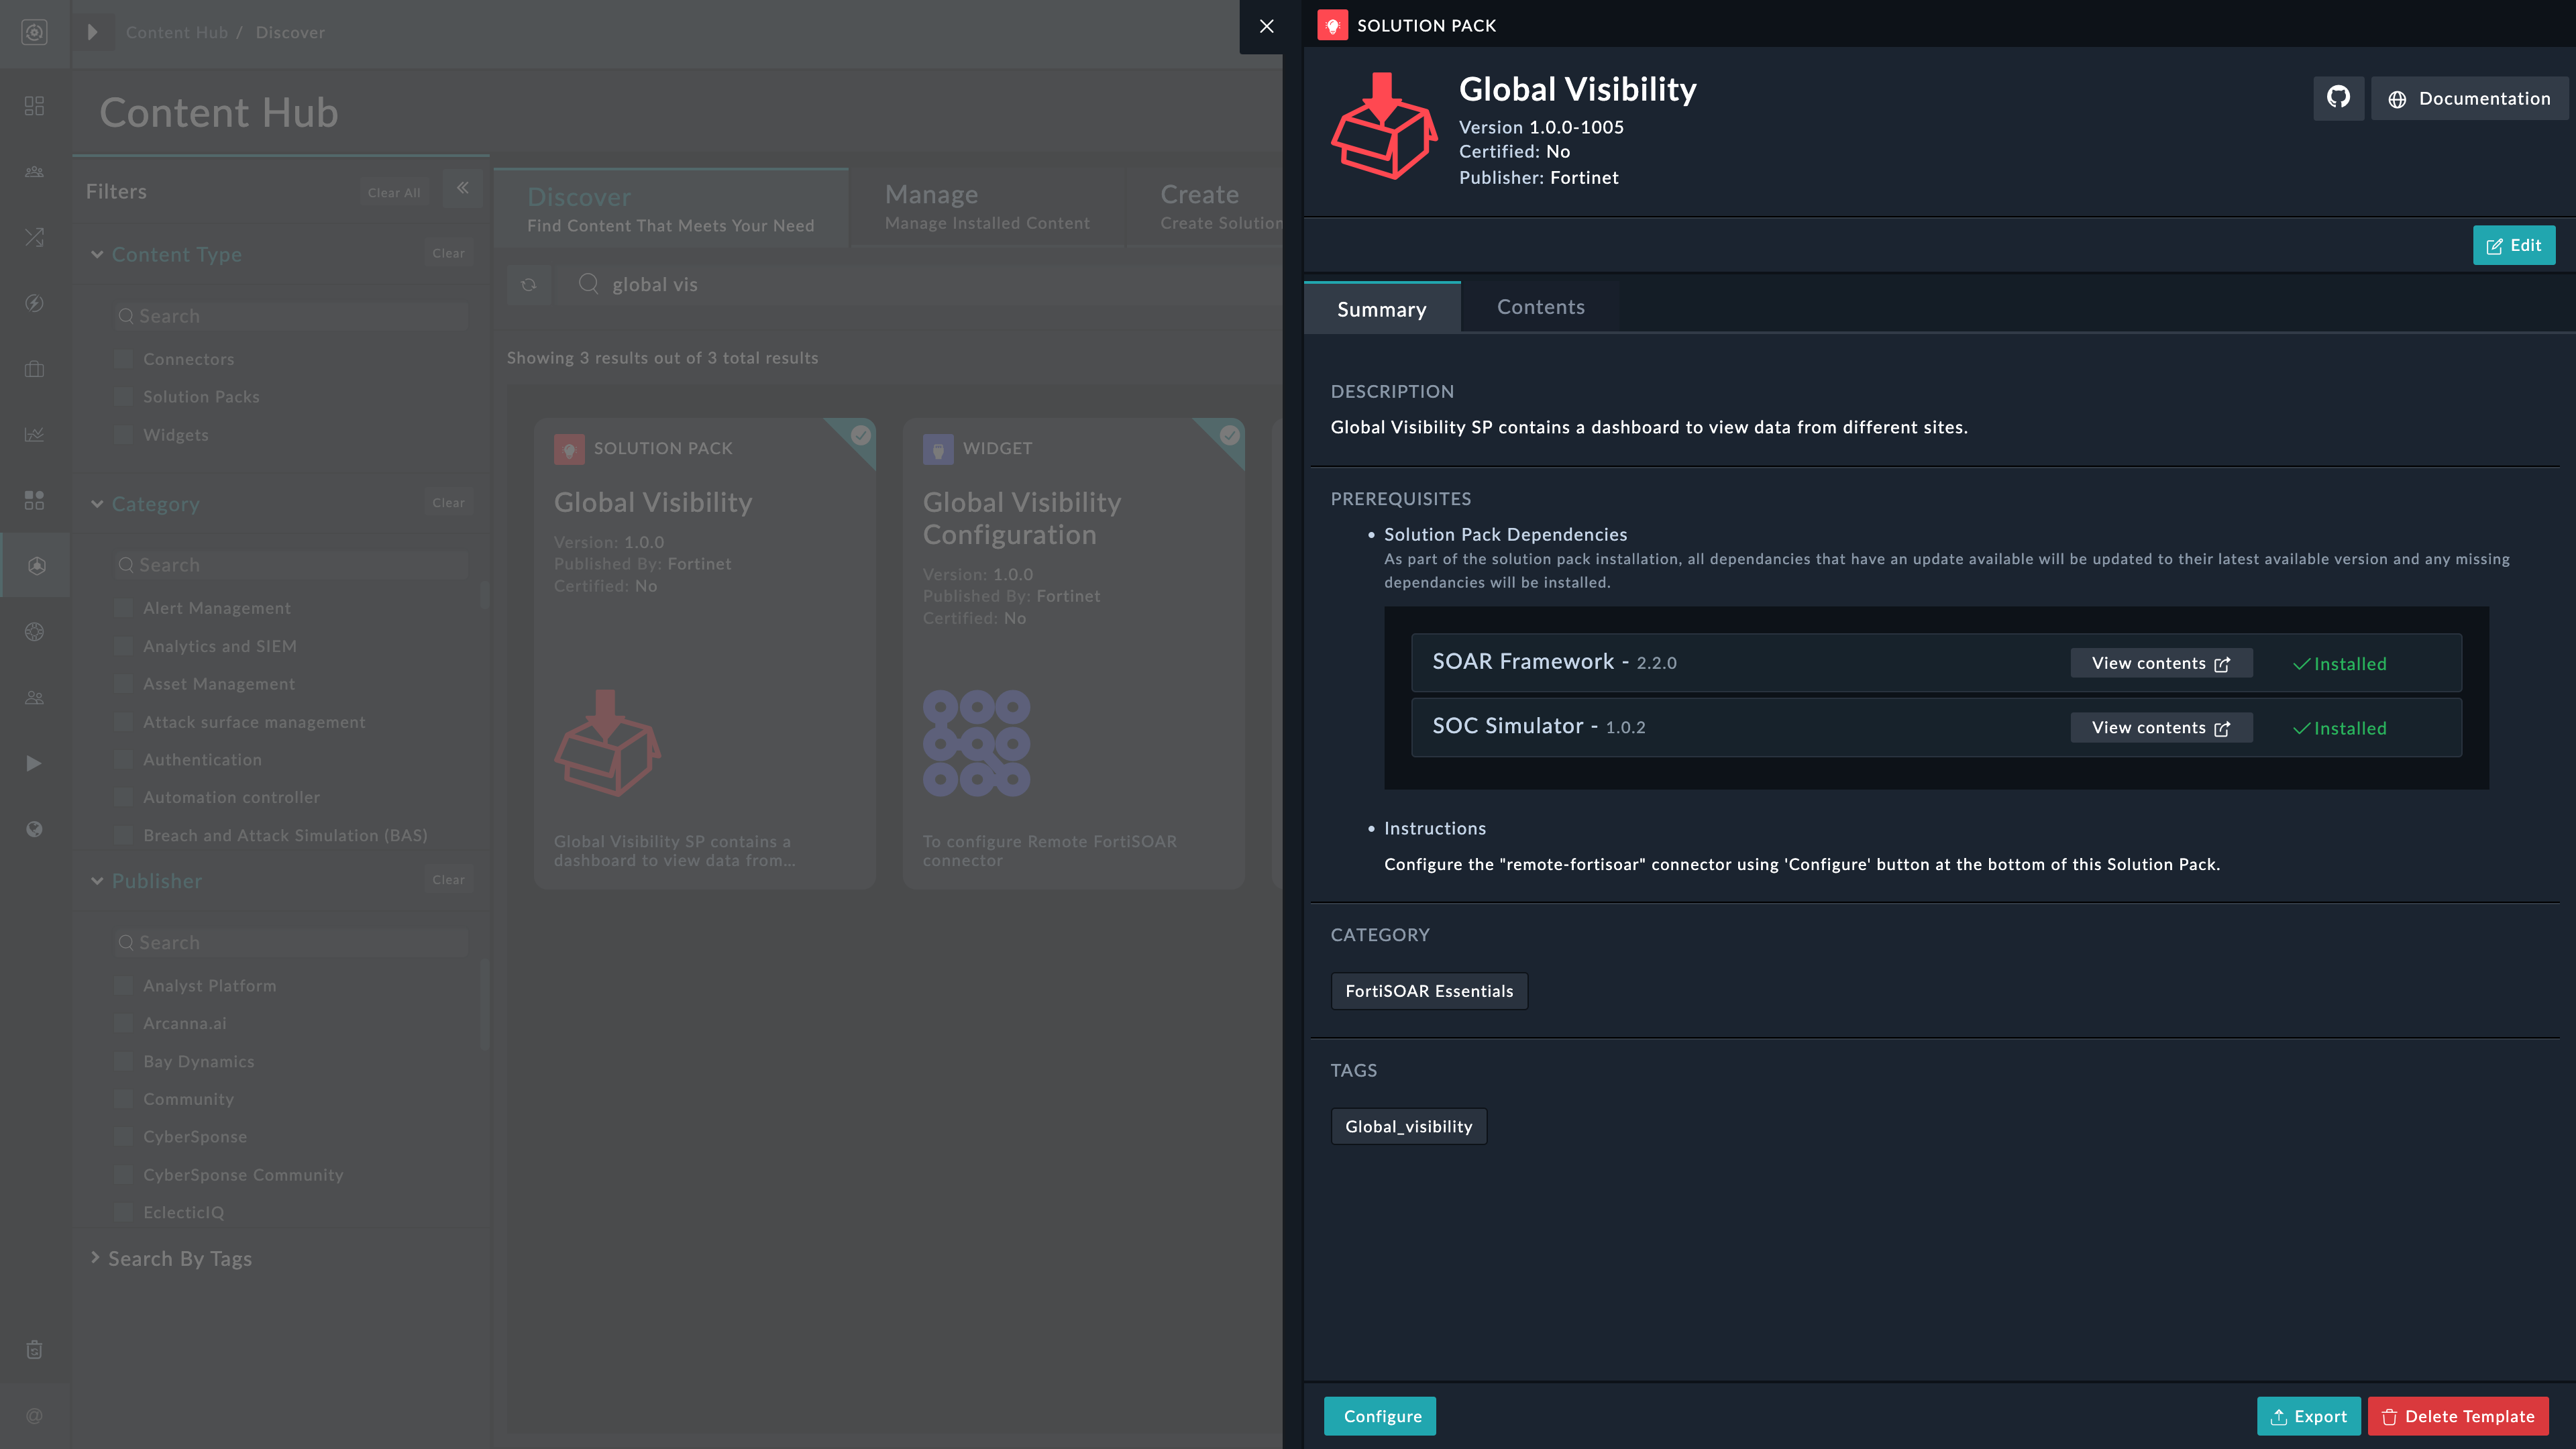 Content Hub / Discover
Content Hub
Filters
Clear All
Content Type
Clear
Search
Connectors
Solution Packs
Widgets
Category
Clear
Search
Alert Management
Analytics and SIEM
Asset Management
Attack surface management
Authentication
Automation controller
Breach and Attack Simulation (BAS)
Publisher
Clear
Search
Analyst Platform
Arcanna.ai
Bay Dynamics
Community
CyberSponse
CyberSponse Community
EclecticIQ
Search By Tags
@
Discover
Find Content That Meets Your Need
Manage
Manage Installed Content
Create
Create Solution
global vis
Showing 3 results out of 3 total results
SOLUTION PACK
Global Visibility
Version: 1.0.0
Published By: Fortinet
Certified: No
Global Visibility SP contains a
dashboard to view data from...
WIDGET
Global Visibility
Configuration
Version: 1.0.0
Published By: Fortinet
Certified: No
To configure Remote FortiSOAR
connector
SOLUTION PACK
Global Visibility
Version 1.0.0-1005
Certified: No
Publisher: Fortinet
Documentation
Edit
Summary
Contents
DESCRIPTION
Global Visibility SP contains a dashboard to view data from different sites.
PREREQUISITES
• Solution Pack Dependencies
As part of the solution pack installation, all dependancies that have an update available will be updated to their latest available version and any missing
dependancies will be installed.
SOAR Framework - 2.2.0
View contents
Installed
SOC Simulator - 1.0.2
View contents
Installed
• Instructions
Configure the "remote-fortisoar" connector using 'Configure' button at the bottom of this Solution Pack.
CATEGORY
FortiSOAR Essentials
TAGS
Global_visibility
Configure
Export
Delete Template